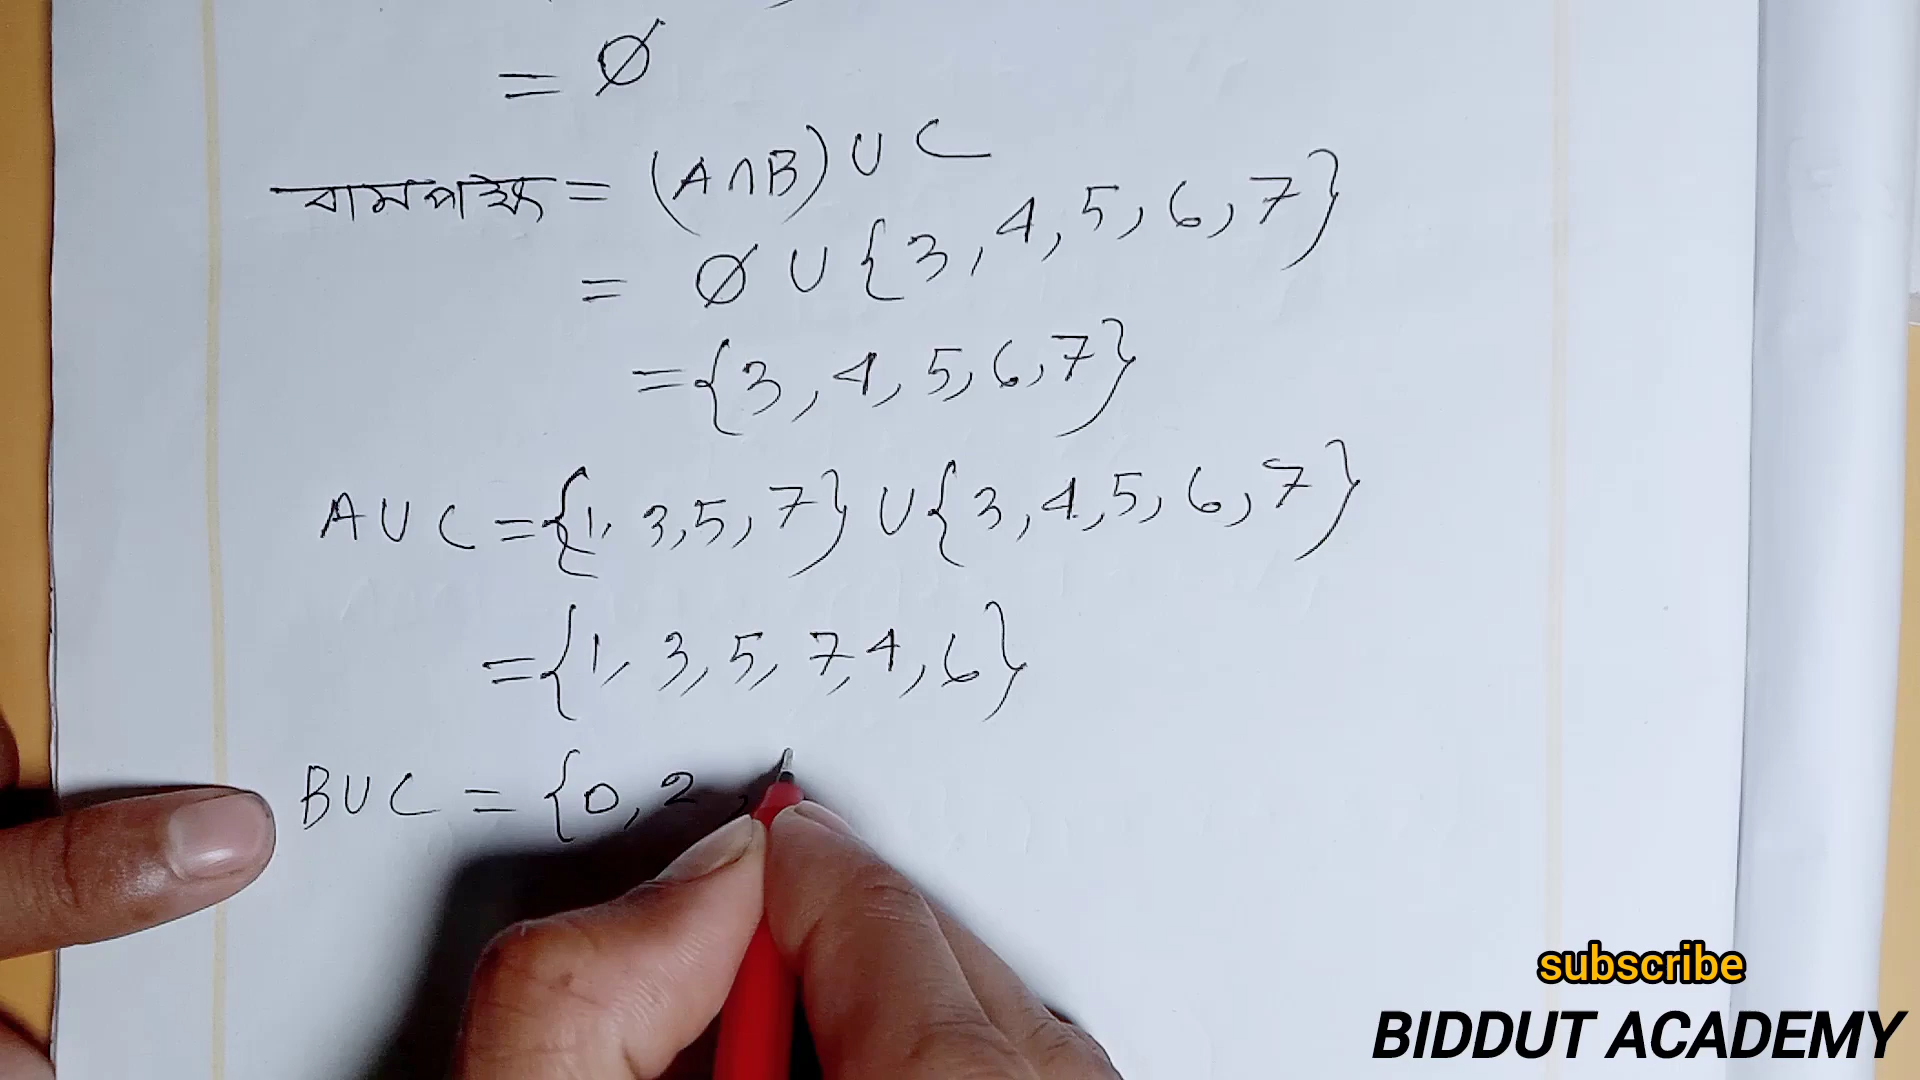 = Ø
বামপক্ষ = (A∩B) ∪ C
= Ø ∪ {3, 4, 5, 6, 7}
= {3, 4, 5, 6, 7}
A ∪ C = {1, 3, 5, 7} ∪ {3, 4, 5, 6, 7}
= {1, 3, 5, 7, 4, 6}
B ∪ C = {0, 2,
subscribe
BIDDUT ACADEMY